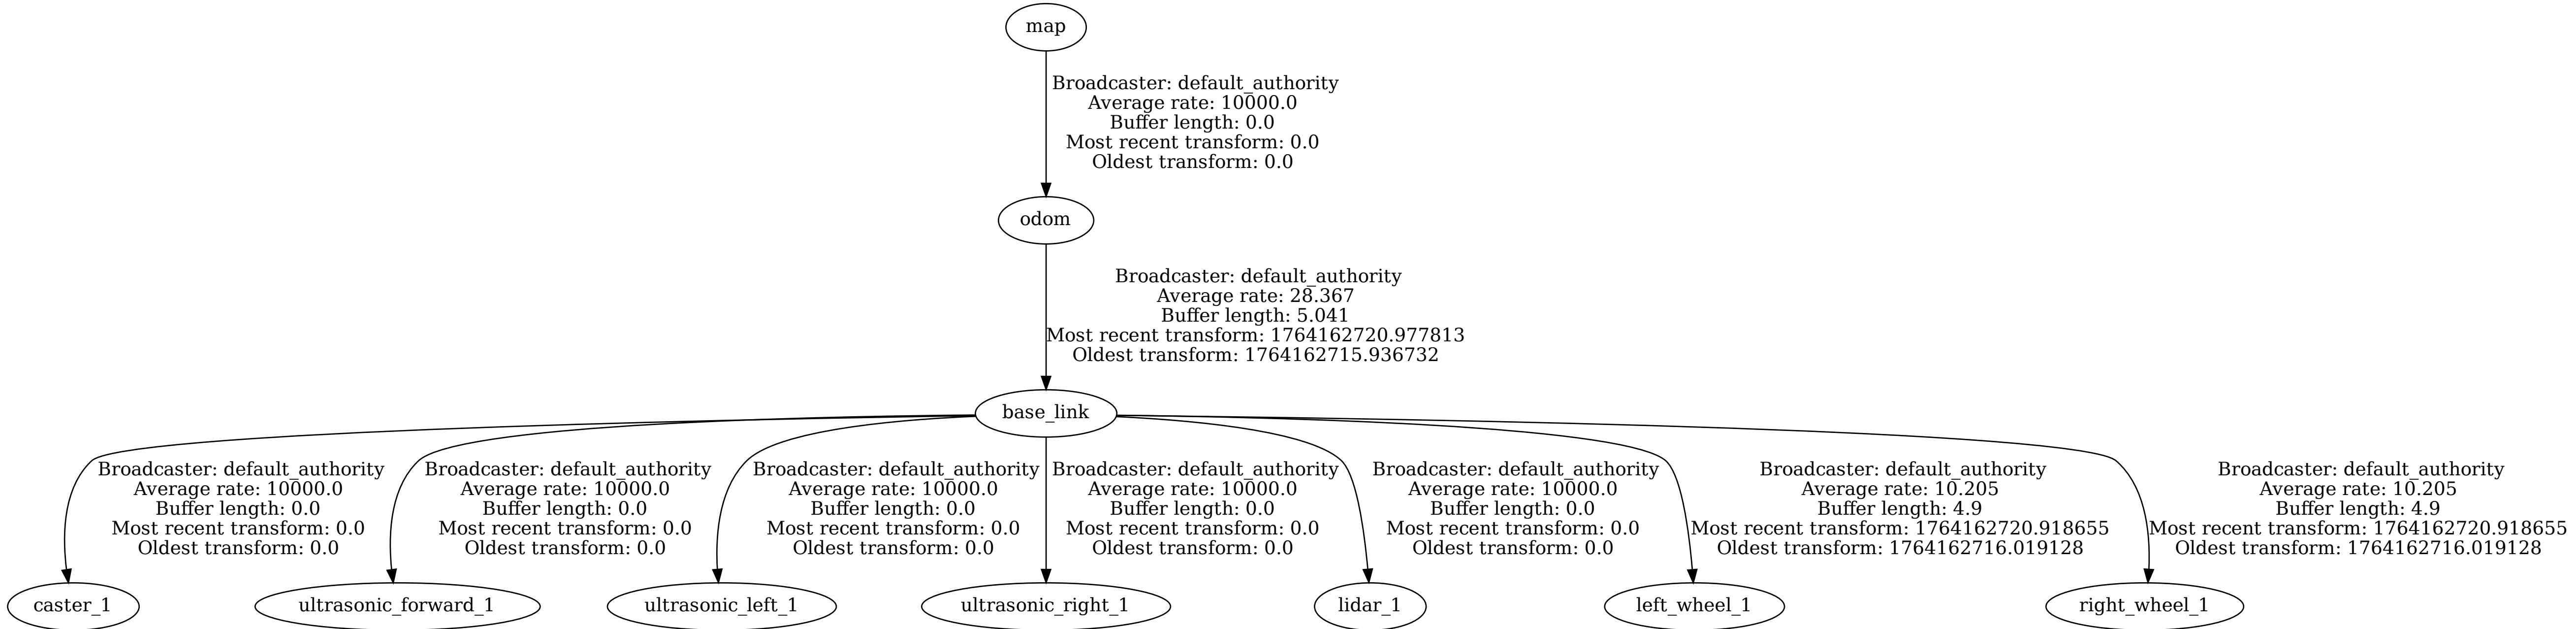 map
Broadcaster: default_authority
Average rate: 10000.0
Buffer length: 0.0
Most recent transform: 0.0
Oldest transform: 0.0
odom
Broadcaster: default_authority
Average rate: 28.367
Buffer length: 5.041
Most recent transform: 1764162720.977813
Oldest transform: 1764162715.936732
base_link
Broadcaster: default_authority
Average rate: 10000.0
Buffer length: 0.0
Most recent transform: 0.0
Oldest transform: 0.0
Broadcaster: default_authority
Average rate: 10000.0
Buffer length: 0.0
Most recent transform: 0.0
Oldest transform: 0.0
Broadcaster: default_authority
Average rate: 10000.0
Buffer length: 0.0
Most recent transform: 0.0
Oldest transform: 0.0
Broadcaster: default_authority
Average rate: 10000.0
Buffer length: 0.0
Most recent transform: 0.0
Oldest transform: 0.0
Broadcaster: default_authority
Average rate: 10000.0
Buffer length: 0.0
Most recent transform: 0.0
Oldest transform: 0.0
Broadcaster: default_authority
Average rate: 10.205
Buffer length: 4.9
Most recent transform: 1764162720.918655
Oldest transform: 1764162716.019128
Broadcaster: default_authority
Average rate: 10.205
Buffer length: 4.9
Most recent transform: 1764162720.918655
Oldest transform: 1764162716.019128
caster_1
ultrasonic_forward_1
ultrasonic_left_1
ultrasonic_right_1
lidar_1
left_wheel_1
right_wheel_1